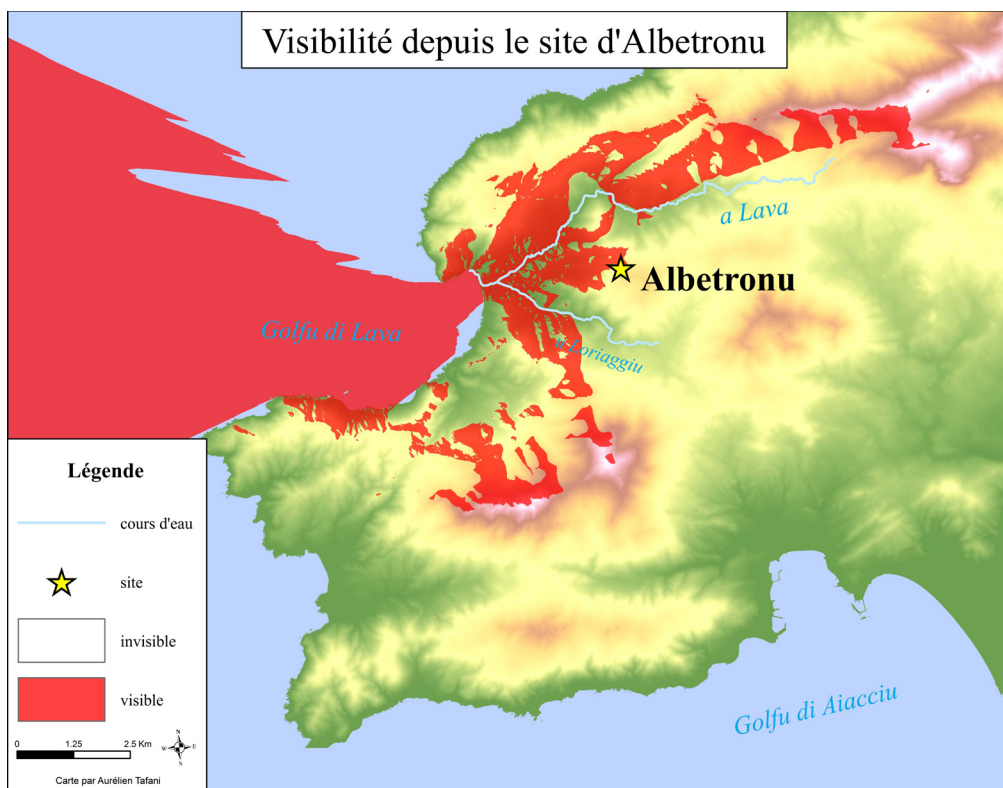 Visibilité depuis le site d'Albetronu
a Lava
Albetronu
Golfu di Lava
u Loriaggiu
Légende
cours d'eau
site
invisible
visible
0 1.25 2.5 Km
N
W E
S
Carte par Aurélien Tafani
Golfu di Aiacciu